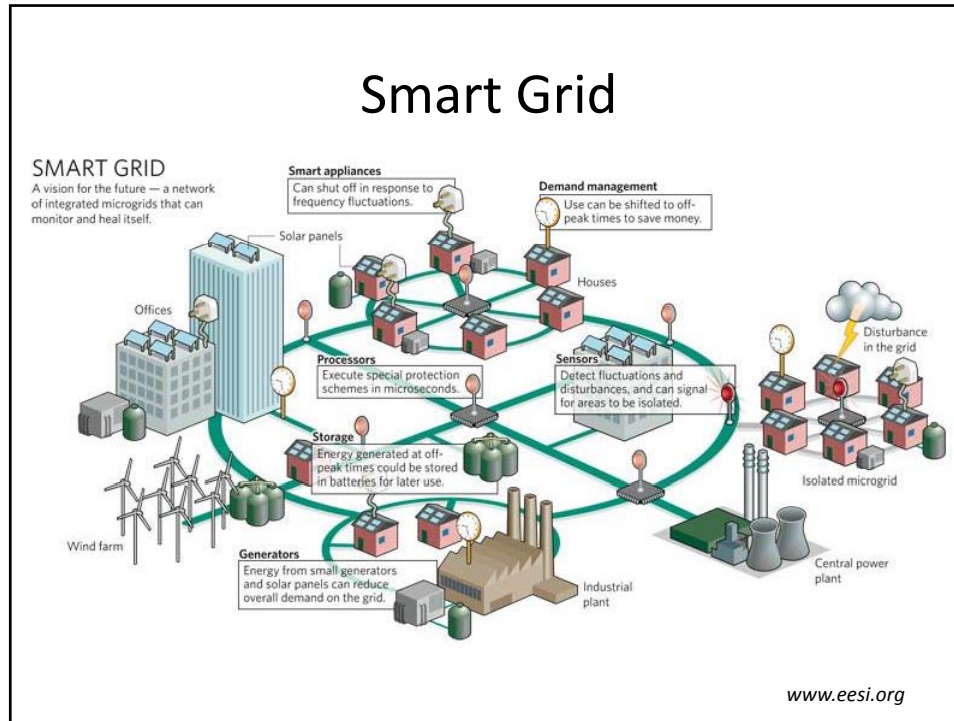 Smart Grid
SMART GRID
A vision for the future — a network
of integrated microgrids that can
monitor and heal itself.
Smart appliances
Can shut off in response to
frequency fluctuations.
Demand management
Use can be shifted to off-
peak times to save money.
Solar panels
Houses
Offices
Disturbance
in the grid
Processors
Execute special protection
schemes in microseconds.
Sensors
Detect fluctuations and
disturbances, and can signal
for areas to be isolated.
Storage
Energy generated at off-
peak times could be stored
in batteries for later use.
Isolated microgrid
Wind farm
Generators
Energy from small generators
and solar panels can reduce
overall demand on the grid.
Industrial
plant
Central power
plant
www.eesi.org